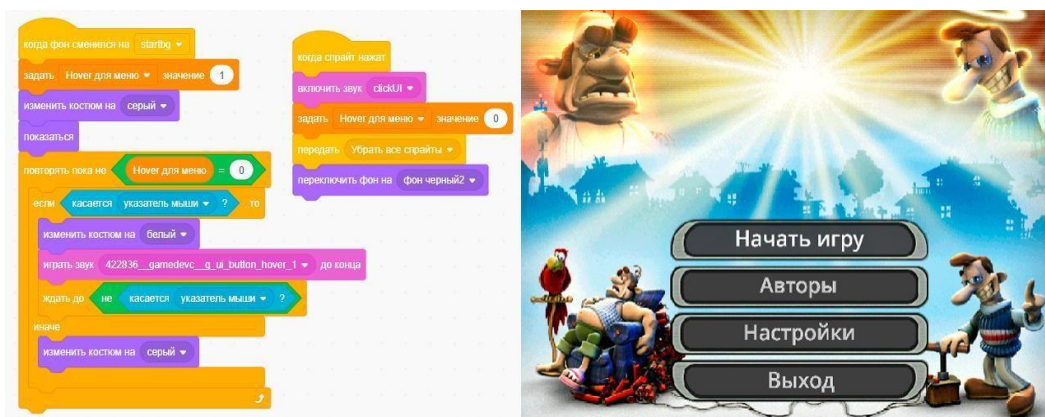 когда фон сменился на startbg
задать Hover для меню значение 1
изменить костюм на серый
показаться
повторять пока не Hover для меню = 0
если касается указатель мыши ? , то
изменить костюм на белый
играть звук 422836__gamedevc__g_ui_button_hover_1 до конца
ждать до не касается указатель мыши ?
иначе
изменить костюм на серый
когда спрайт нажат
включить звук clickUI
задать Hover для меню значение 0
передать Убрать все спрайты
переключить фон на фон черный2
Начать игру
Авторы
Настройки
Выход